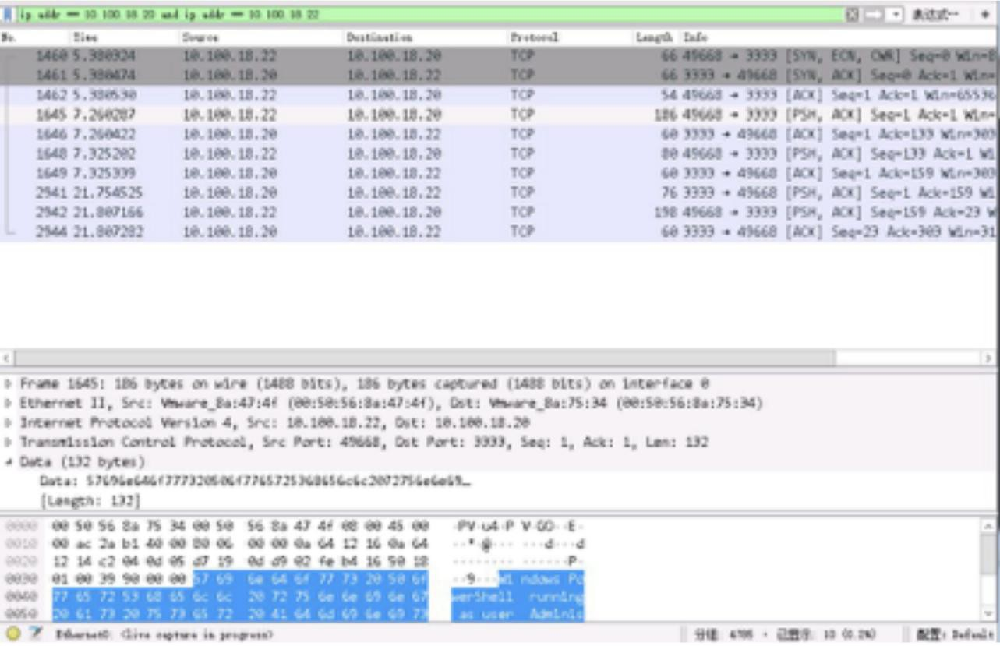 ip.addr == 10.100.18.20 and ip.addr == 10.100.18.22 表达式… +
No. Time Source Destination Protocol Length Info
1460 5.380324 10.100.18.22 10.100.18.20 TCP 66 49668 → 3333 [SYN, ECN, CWR] Seq=0 Win=8
1461 5.380474 10.100.18.20 10.100.18.22 TCP 66 3333 → 49668 [SYN, ACK] Seq=0 Ack=1 Win=
1462 5.380530 10.100.18.22 10.100.18.20 TCP 54 49668 → 3333 [ACK] Seq=1 Ack=1 Win=65536
1645 7.260287 10.100.18.22 10.100.18.20 TCP 186 49668 → 3333 [PSH, ACK] Seq=1 Ack=1 Win=
1646 7.260422 10.100.18.20 10.100.18.22 TCP 60 3333 → 49668 [ACK] Seq=1 Ack=133 Win=303
1648 7.325202 10.100.18.22 10.100.18.20 TCP 80 49668 → 3333 [PSH, ACK] Seq=133 Ack=1 Wi
1649 7.325339 10.100.18.20 10.100.18.22 TCP 60 3333 → 49668 [ACK] Seq=1 Ack=159 Win=303
2941 21.754525 10.100.18.20 10.100.18.22 TCP 76 3333 → 49668 [PSH, ACK] Seq=1 Ack=159 Wi
2942 21.807166 10.100.18.22 10.100.18.20 TCP 198 49668 → 3333 [PSH, ACK] Seq=159 Ack=23 W
2944 21.807282 10.100.18.20 10.100.18.22 TCP 60 3333 → 49668 [ACK] Seq=23 Ack=303 Win=31
Frame 1645: 186 bytes on wire (1488 bits), 186 bytes captured (1488 bits) on interface 0
Ethernet II, Src: Vmware_8a:47:4f (00:50:56:8a:47:4f), Dst: Vmware_8a:75:34 (00:50:56:8a:75:34)
Internet Protocol Version 4, Src: 10.100.18.22, Dst: 10.100.18.20
Transmission Control Protocol, Src Port: 49668, Dst Port: 3333, Seq: 1, Ack: 1, Len: 132
Data (132 bytes)
Data: 57696e646f777320506f7765725368656c6c2072756e6e69…
[Length: 132]
0000 00 50 56 8a 75 34 00 50 56 8a 47 4f 08 00 45 00 ·PV·u4·P V·GO··E·
0010 00 ac 2a b1 40 00 80 06 00 00 0a 64 12 16 0a 64 ··*·@··· ···d···d
0020 12 14 c2 04 0d 05 d7 19 0d d9 02 fe b4 16 50 18 ········ ······P·
0030 01 00 39 90 00 00 57 69 6e 64 6f 77 73 20 50 6f ··9···Wi ndows Po
0040 77 65 72 53 68 65 6c 6c 20 72 75 6e 6e 69 6e 67 werShell running
0050 20 61 73 20 75 73 65 72 20 41 64 6d 69 6e 69 73 as user Adminis
Ethernet0: <live capture in progress> 分组: 4785 · 已显示: 10 (0.2%) 配置: Default